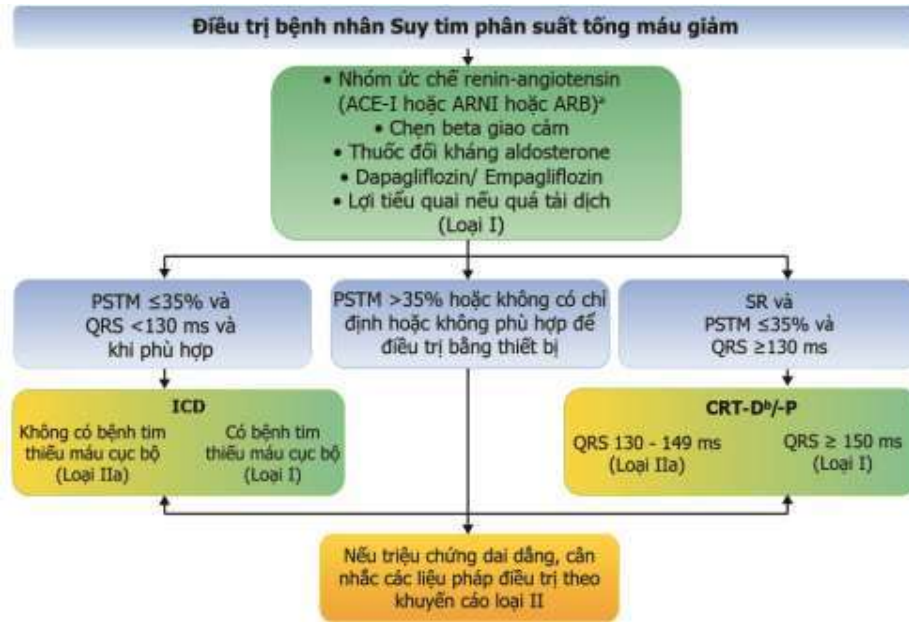 Điều trị bệnh nhân Suy tim phân suất tống máu giảm
• Nhóm ức chế renin-angiotensin
(ACE-I hoặc ARNI hoặc ARB)ᵃ
• Chẹn beta giao cảm
• Thuốc đối kháng aldosterone
• Dapagliflozin/ Empagliflozin
• Lợi tiểu quai nếu quá tải dịch
(Loại I)
PSTM ≤35% và
QRS <130 ms và
khi phù hợp
PSTM >35% hoặc không có chỉ
định hoặc không phù hợp để
điều trị bằng thiết bị
SR và
PSTM ≤35% và
QRS ≥130 ms
ICD
Không có bệnh tim
thiếu máu cục bộ
(Loại IIa)
Có bệnh tim
thiếu máu cục bộ
(Loại I)
CRT-Dᵇ/-P
QRS 130 - 149 ms
(Loại IIa)
QRS ≥ 150 ms
(Loại I)
Nếu triệu chứng dai dẳng, cân
nhắc các liệu pháp điều trị theo
khuyến cáo loại II